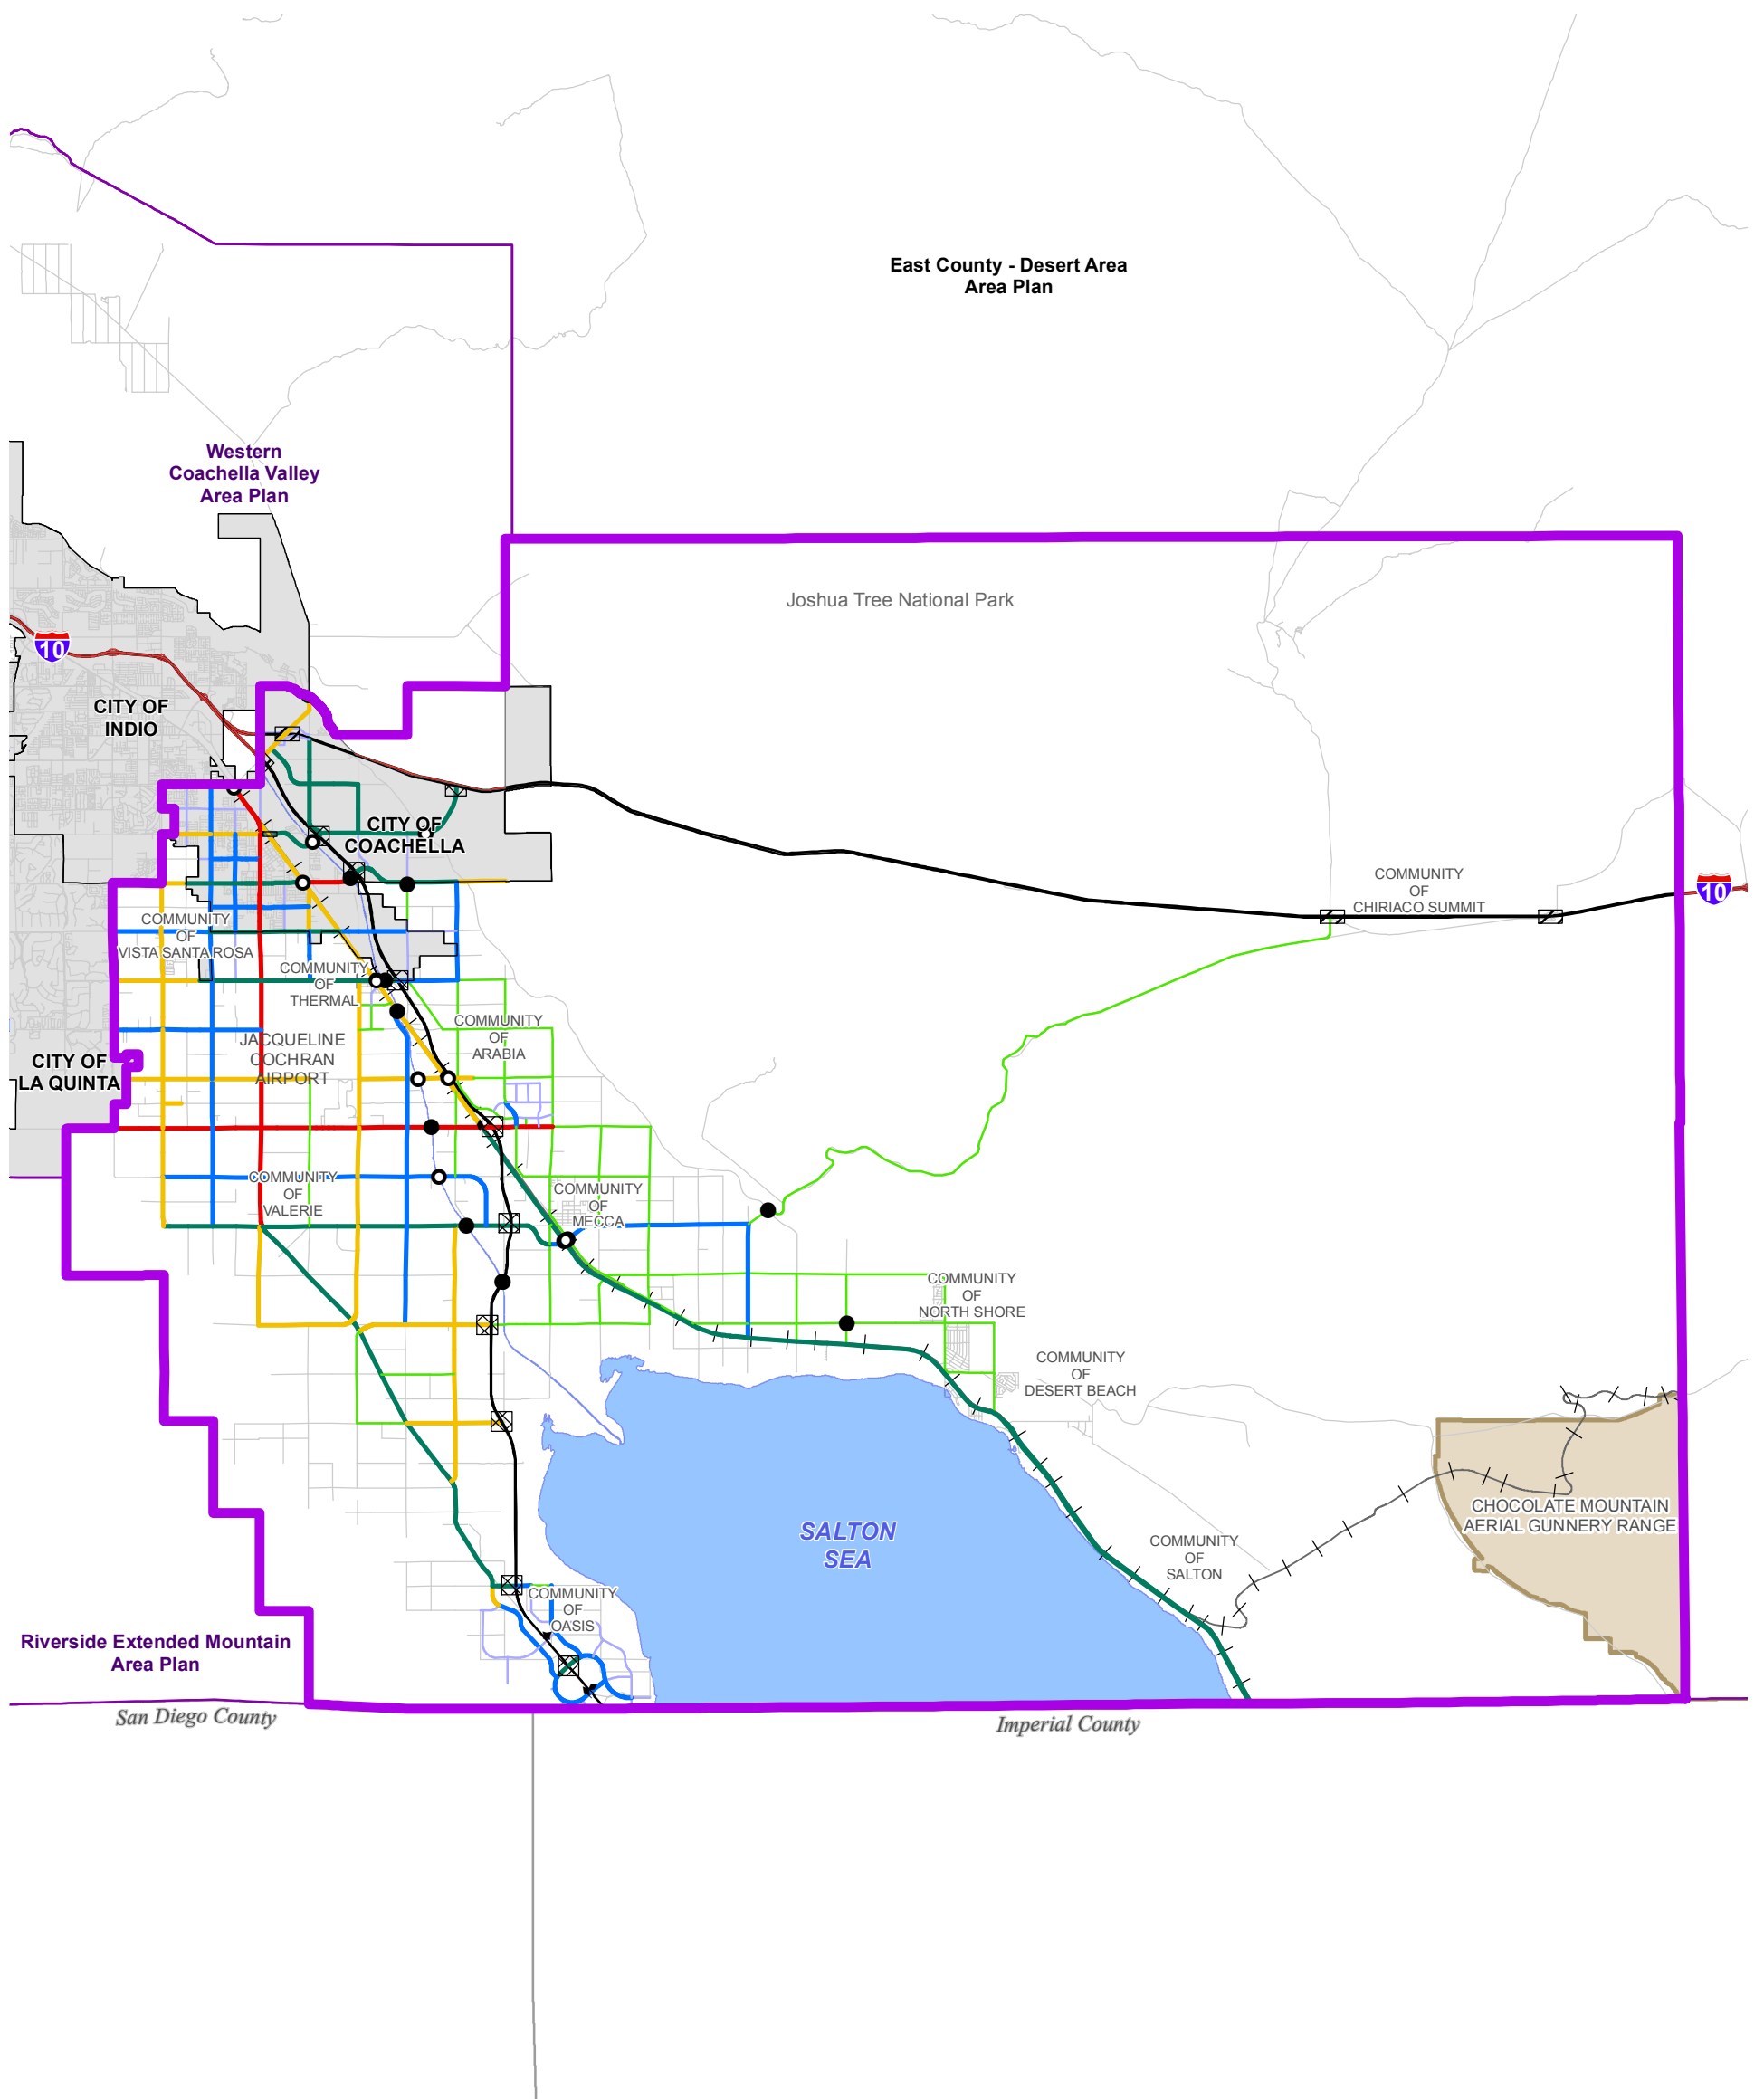 East County - Desert Area
Area Plan
Western
Coachella Valley
Area Plan
Joshua Tree National Park
10
CITY OF
INDIO
CITY OF
COACHELLA
COMMUNITY
OF
CHIRIACO SUMMIT
10
COMMUNITY
OF
VISTA SANTA ROSA
COMMUNITY
OF
THERMAL
COMMUNITY
OF
ARABIA
JACQUELINE
COCHRAN
AIRPORT
CITY OF
LA QUINTA
COMMUNITY
OF
VALERIE
COMMUNITY
OF
MECCA
COMMUNITY
OF
NORTH SHORE
COMMUNITY
OF
DESERT BEACH
CHOCOLATE MOUNTAIN
AERIAL GUNNERY RANGE
SALTON
SEA
COMMUNITY
OF
SALTON
COMMUNITY
OF
OASIS
Riverside Extended Mountain
Area Plan
San Diego County
Imperial County